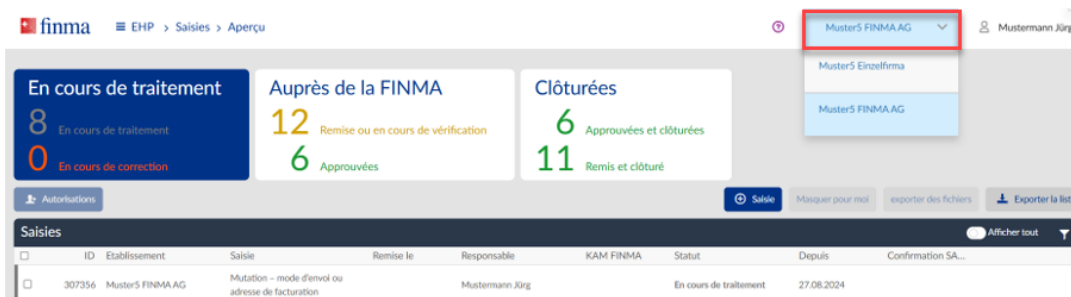 finma ≡ EHP > Saisies > Aperçu Muster5 FINMA AG Mustermann Jürg
Muster5 Einzelfirma
Muster5 FINMA AG
En cours de traitement Auprès de la FINMA Clôturées
8 En cours de traitement 12 Remise ou en cours de vérification 6 Approuvées et clôturées
0 En cours de correction 6 Approuvées 11 Remis et clôturé
Autorisations Saisie Masquer pour moi exporter des fichiers Exporter la list
Saisies Afficher tout
ID Etablissement Saisie Remise le Responsable KAM FINMA Statut Depuis Confirmation SA...
307356 Muster5 FINMA AG Mutation – mode d'envoi ou Mustermann Jürg En cours de traitement 27.08.2024
adresse de facturation